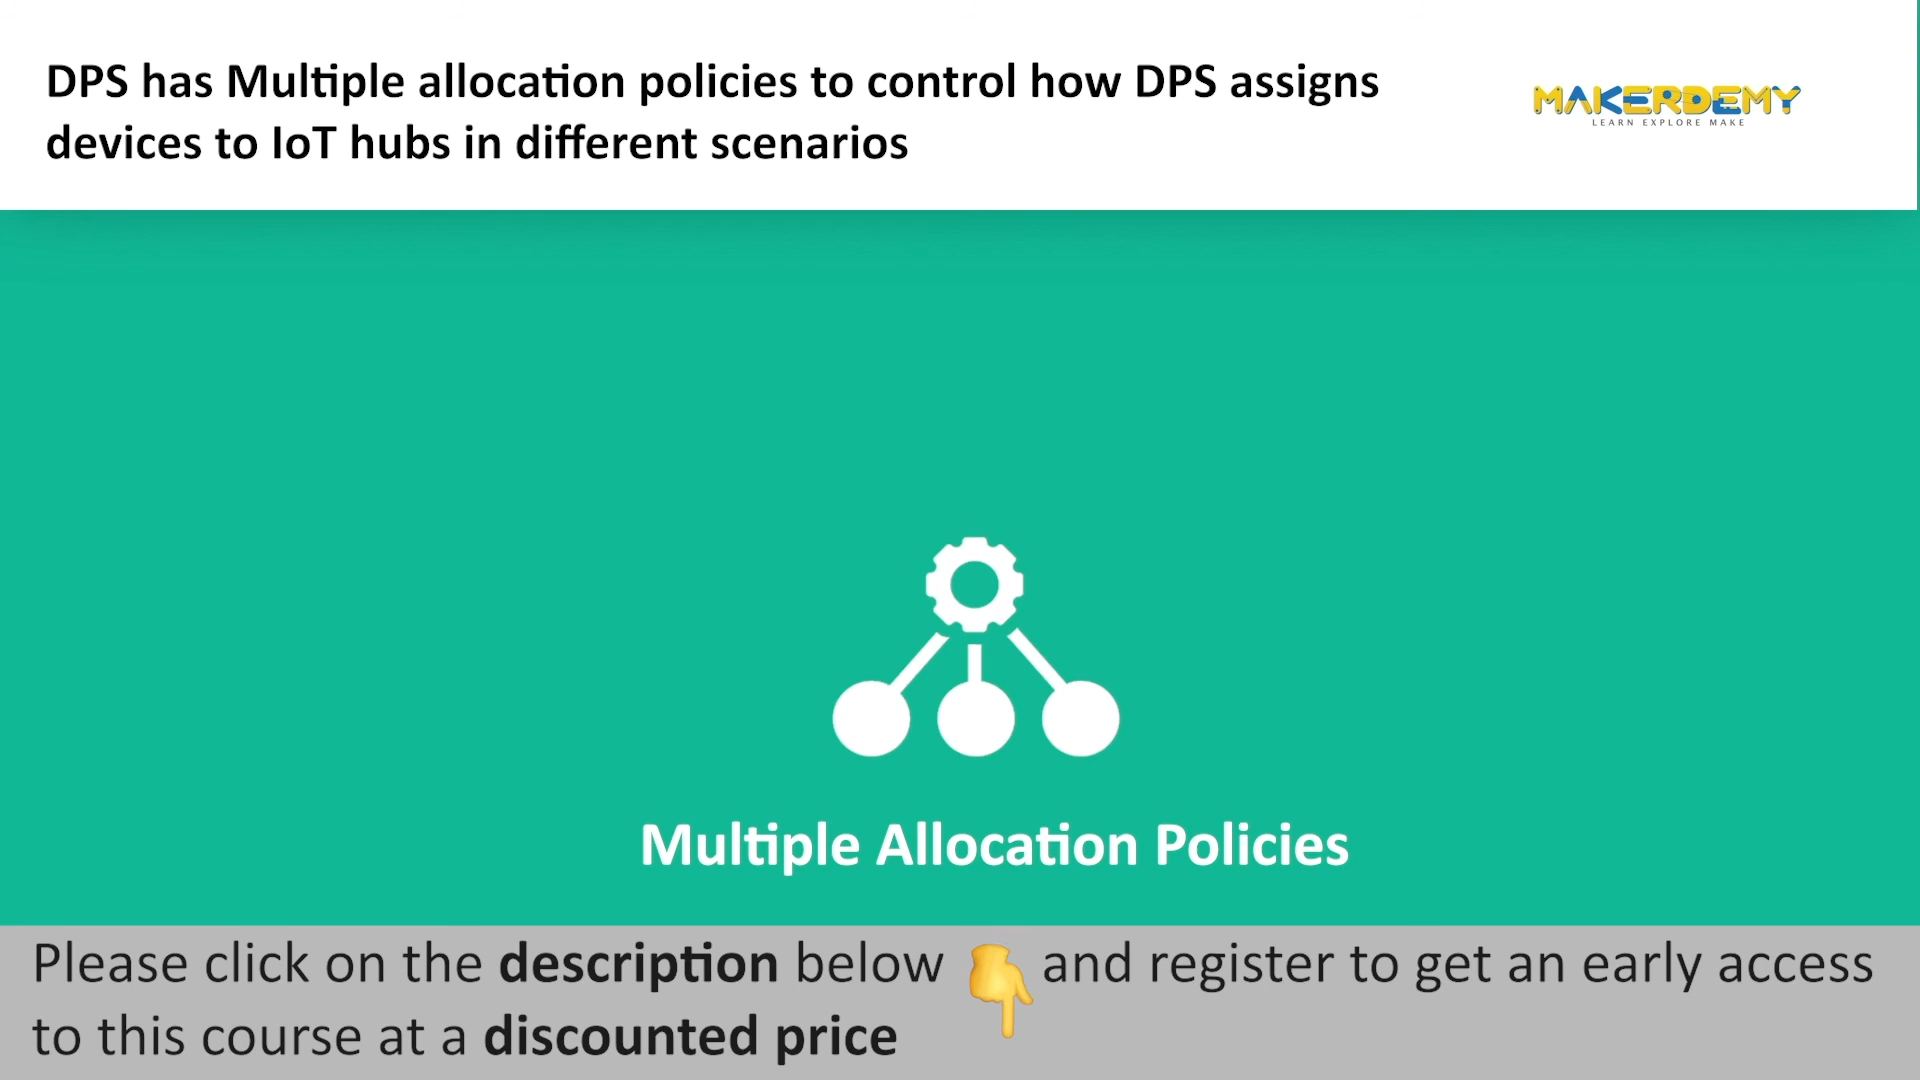 DPS has Multiple allocation policies to control how DPS assigns
devices to IoT hubs in different scenarios
MAKERDEMY
LEARN EXPLORE MAKE
Multiple Allocation Policies
Please click on the description below 👇 and register to get an early access
to this course at a discounted price